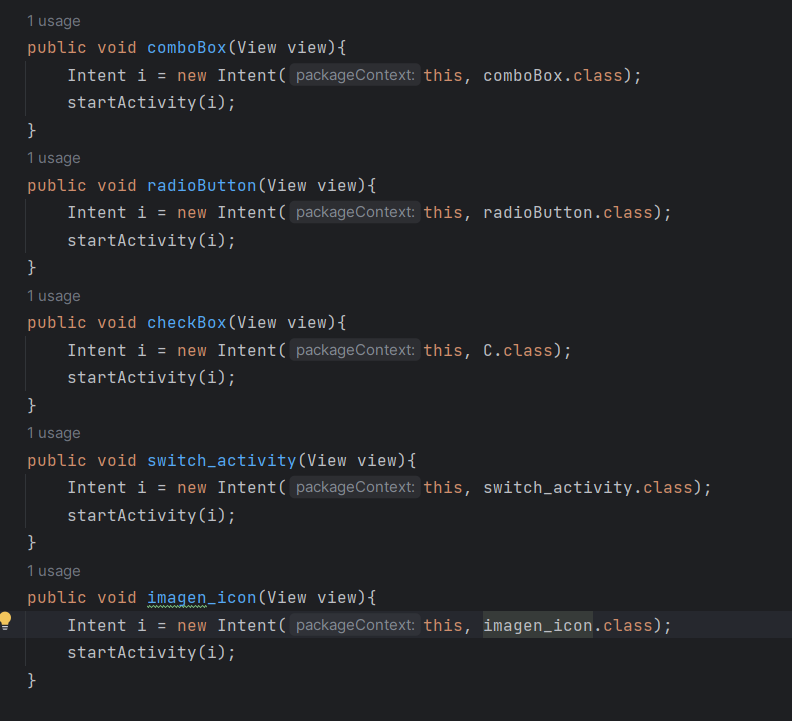 1 usage
public void comboBox(View view){
Intent i = new Intent( packageContext: this, comboBox.class);
startActivity(i);
}
1 usage
public void radioButton(View view){
Intent i = new Intent( packageContext: this, radioButton.class);
startActivity(i);
}
1 usage
public void checkBox(View view){
Intent i = new Intent( packageContext: this, C.class);
startActivity(i);
}
1 usage
public void switch_activity(View view){
Intent i = new Intent( packageContext: this, switch_activity.class);
startActivity(i);
}
1 usage
public void imagen_icon(View view){
Intent i = new Intent( packageContext: this, imagen_icon.class);
startActivity(i);
}